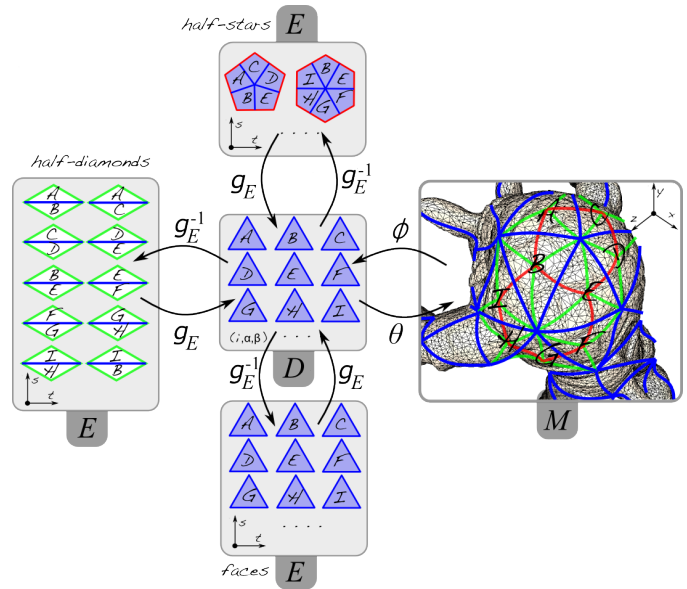 half-stars E
C
A D
B E
B
I E
H F
G
s
t
. . . . .
half-diamonds
A A
B C
C D
D E
B E
E F
F G
G H
I I
H B
s
t
E
g_E g_E^{-1}
g_E^{-1}
g_E
A B C
D E F
G H I
(i,α,β) . . . .
D
ϕ
θ
g_E^{-1} g_E
y
x
z
A C
D
B
E
I
H G F
M
A B C
D E F
G H I
s
t
. . . .
faces E